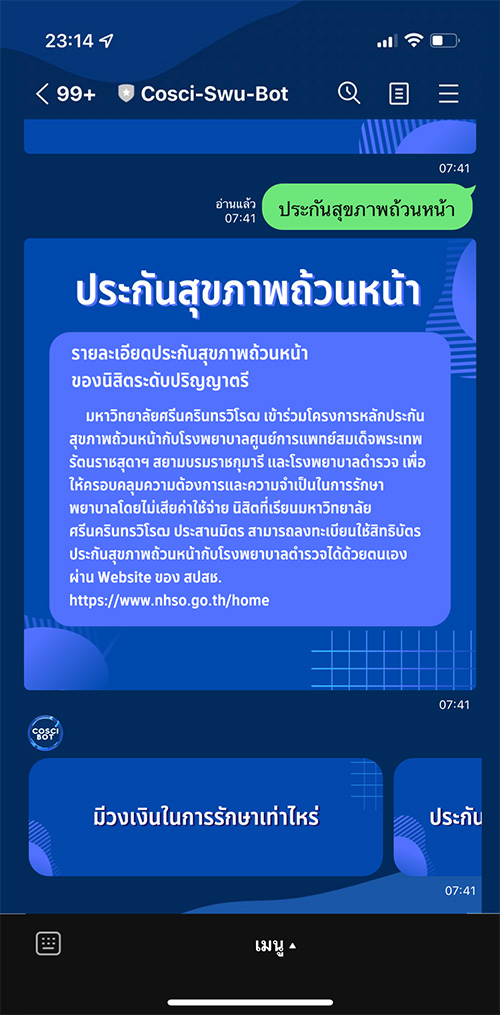 23:14
99+ Cosci-Swu-Bot
07:41
อ่านแล้ว
07:41
ประกันสุขภาพถ้วนหน้า
ประกันสุขภาพถ้วนหน้า
รายละเอียดประกันสุขภาพถ้วนหน้า
ของนิสิตระดับปริญญาตรี
มหาวิทยาลัยศรีนครินทรวิโรฒ เข้าร่วมโครงการหลักประกัน
สุขภาพถ้วนหน้ากับโรงพยาบาลศูนย์การแพทย์สมเด็จพระเทพ
รัตนราชสุดาฯ สยามบรมราชกุมารี และโรงพยาบาลตำรวจ เพื่อ
ให้ครอบคลุมความต้องการและความจำเป็นในการรักษา
พยาบาลโดยไม่เสียค่าใช้จ่าย นิสิตที่เรียนมหาวิทยาลัย
ศรีนครินทรวิโรฒ ประสานมิตร สามารถลงทะเบียนใช้สิทธิบัตร
ประกันสุขภาพถ้วนหน้ากับโรงพยาบาลตำรวจได้ด้วยตนเอง
ผ่าน Website ของ สปสช.
https://www.nhso.go.th/home
07:41
COSCI
BOT
มีวงเงินในการรักษาเท่าไหร่
ประกัน
07:41
เมนู